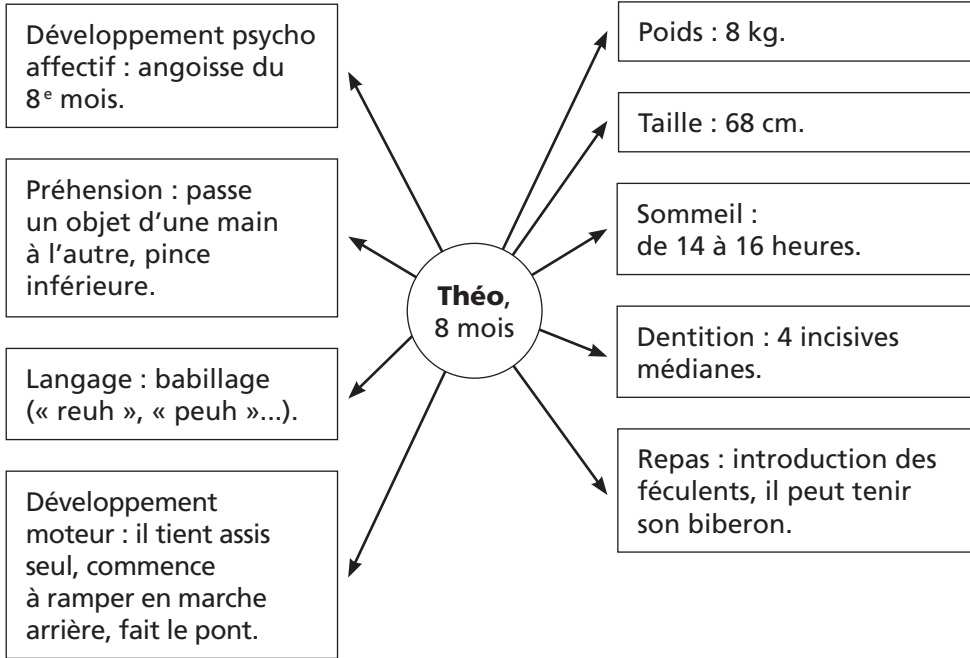 Développement psycho
affectif : angoisse du
8e mois.
Préhension : passe
un objet d’une main
à l’autre, pince
inférieure.
Langage : babillage
(« reuh », « peuh »...).
Développement
moteur : il tient assis
seul, commence
à ramper en marche
arrière, fait le pont.
Théo,
8 mois
Poids : 8 kg.
Taille : 68 cm.
Sommeil :
de 14 à 16 heures.
Dentition : 4 incisives
médianes.
Repas : introduction des
féculents, il peut tenir
son biberon.